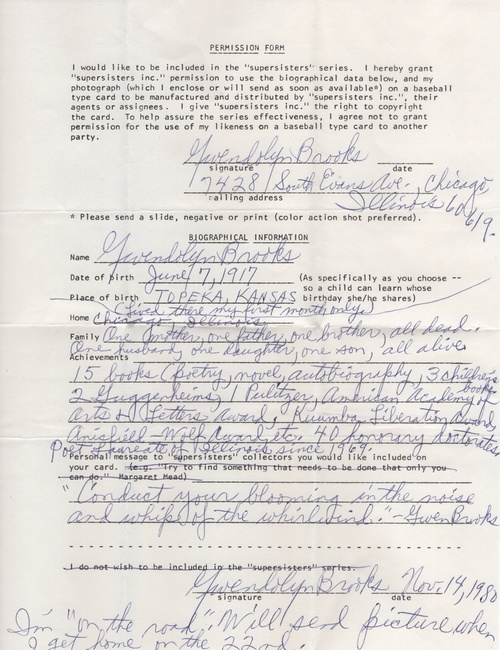 PERMISSION FORM
I would like to be included in the "supersisters" series. I hereby grant
"supersisters inc." permission to use the biographical data below, and my
photograph (which I enclose or will send as soon as available*) on a baseball
type card to be manufactured and distributed by "supersisters inc.", their
agents or assignees. I give "supersisters inc." the right to copyright
the card. To help assure the series effectiveness, I agree not to grant
permission for the use of my likeness on a baseball type card to another
party.
Gwendolyn Brooks
signature date
7428 South Evans Ave., Chicago,
mailing address Illinois 60619.
* Please send a slide, negative or print (color action shot preferred).
BIOGRAPHICAL INFORMATION
Name Gwendolyn Brooks
Date of birth June 7, 1917 (As specifically as you choose --
so a child can learn whose
Place of birth TOPEKA, KANSAS birthday she/he shares)
(Lived there my first month only.)
Home Chicago, Illinois
Family One mother, one father, one brother, all dead.
One husband, one daughter, one son, all alive
Achievements
15 books (poetry, novel, autobiography, 3 children's books
2 Guggenheims, 1 Pulitzer, American Academy of
Arts & Letters Award, Kuumba Liberation Award
Anisfield-Wolf Award, etc. 40 honorary doctorates
Poet Laureate of Illinois since 1969.
Personal message to "supersisters" collectors you would like included on
your card. (e.g. "Try to find something that needs to be done that only you
can do." Margaret Mead)
"Conduct your blooming in the noise
and whip of the whirlwind." - Gwen Brooks
I do not wish to be included in the "supersisters" series.
Gwendolyn Brooks Nov. 14, 1980
signature date
I'm "on the road". Will send picture when
I get home on the 22nd.